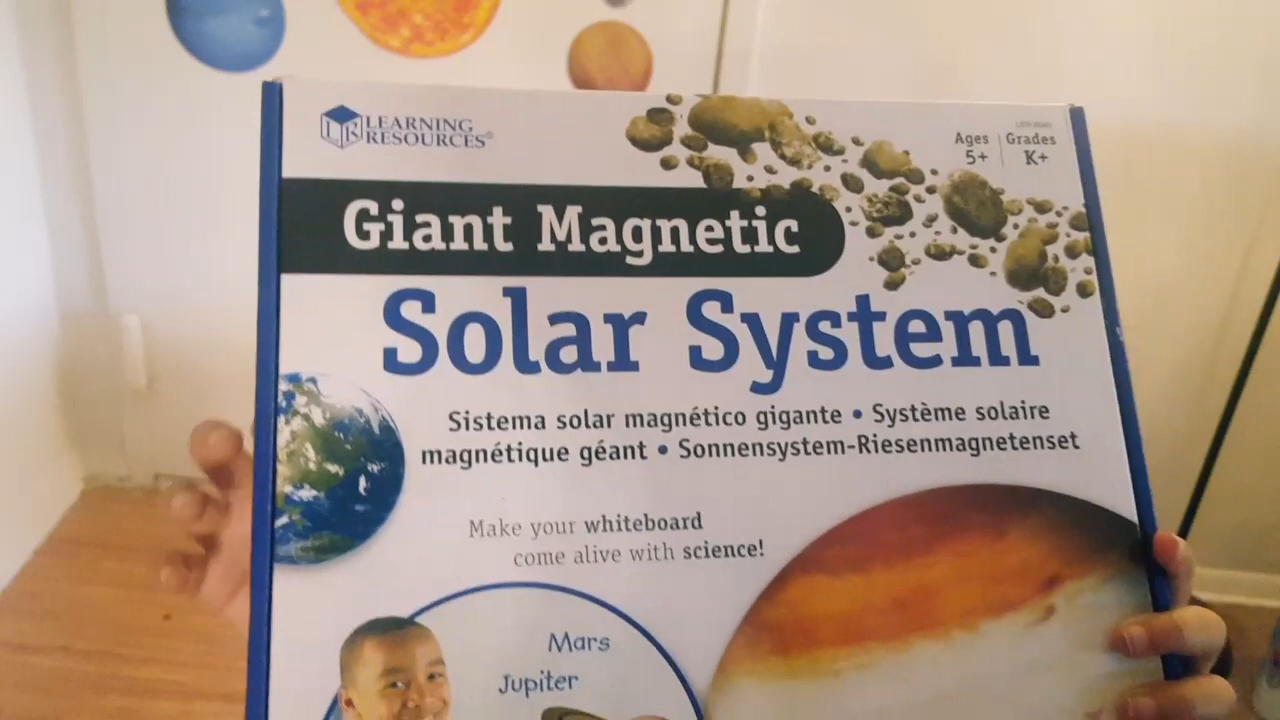 LR
LEARNING
RESOURCES®
Ages
5+
Grades
K+
Giant Magnetic
Solar System
Sistema solar magnético gigante • Système solaire
magnétique géant • Sonnensystem-Riesenmagnetenset
Make your whiteboard
come alive with science!
Mars
Jupiter